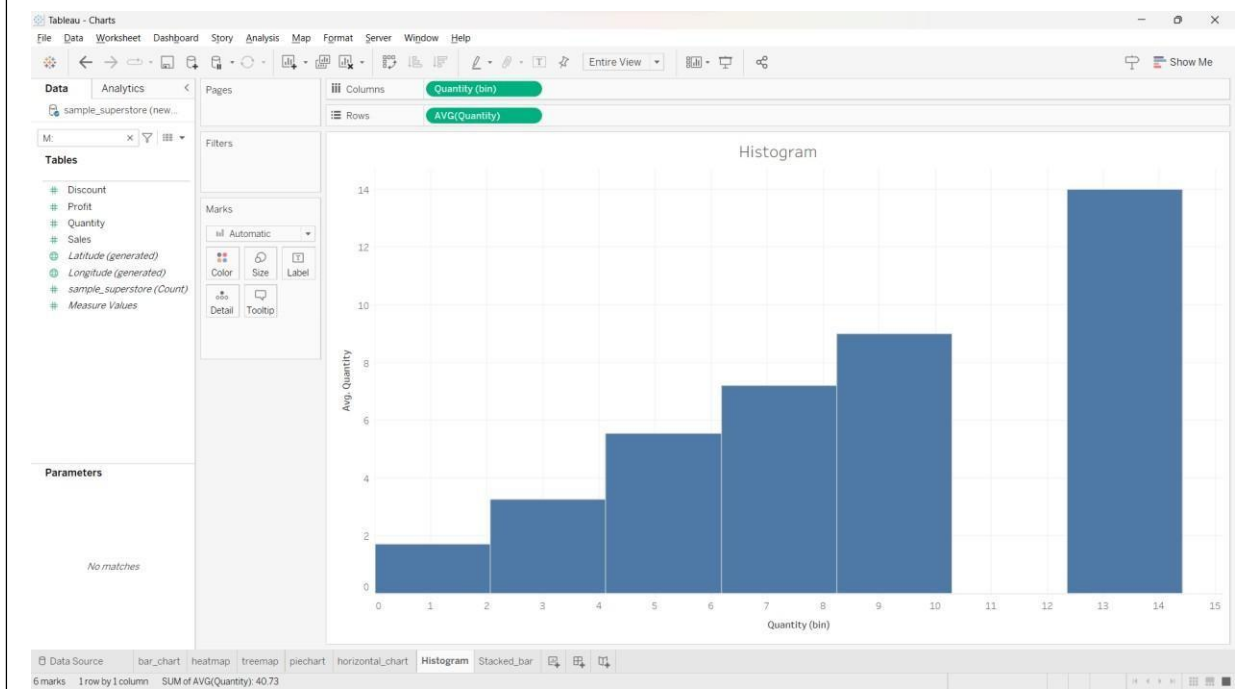 Tableau - Charts
File Data Worksheet Dashboard Story Analysis Map Format Server Window Help
Entire View
Show Me
Data Analytics
sample_superstore (new...
M:
Tables
Discount
Profit
Quantity
Sales
Latitude (generated)
Longitude (generated)
sample_superstore (Count)
Measure Values
Parameters
No matches
Pages
Filters
Marks
Automatic
Color Size Label
Detail Tooltip
Columns Quantity (bin)
Rows AVG(Quantity)
Histogram
Avg. Quantity
14
12
10
8
6
4
2
0
0 1 2 3 4 5 6 7 8 9 10 11 12 13 14 15
Quantity (bin)
Data Source bar_chart heatmap treemap piechart horizontal_chart Histogram Stacked_bar
6 marks 1 row by 1 column SUM of AVG(Quantity): 40.73